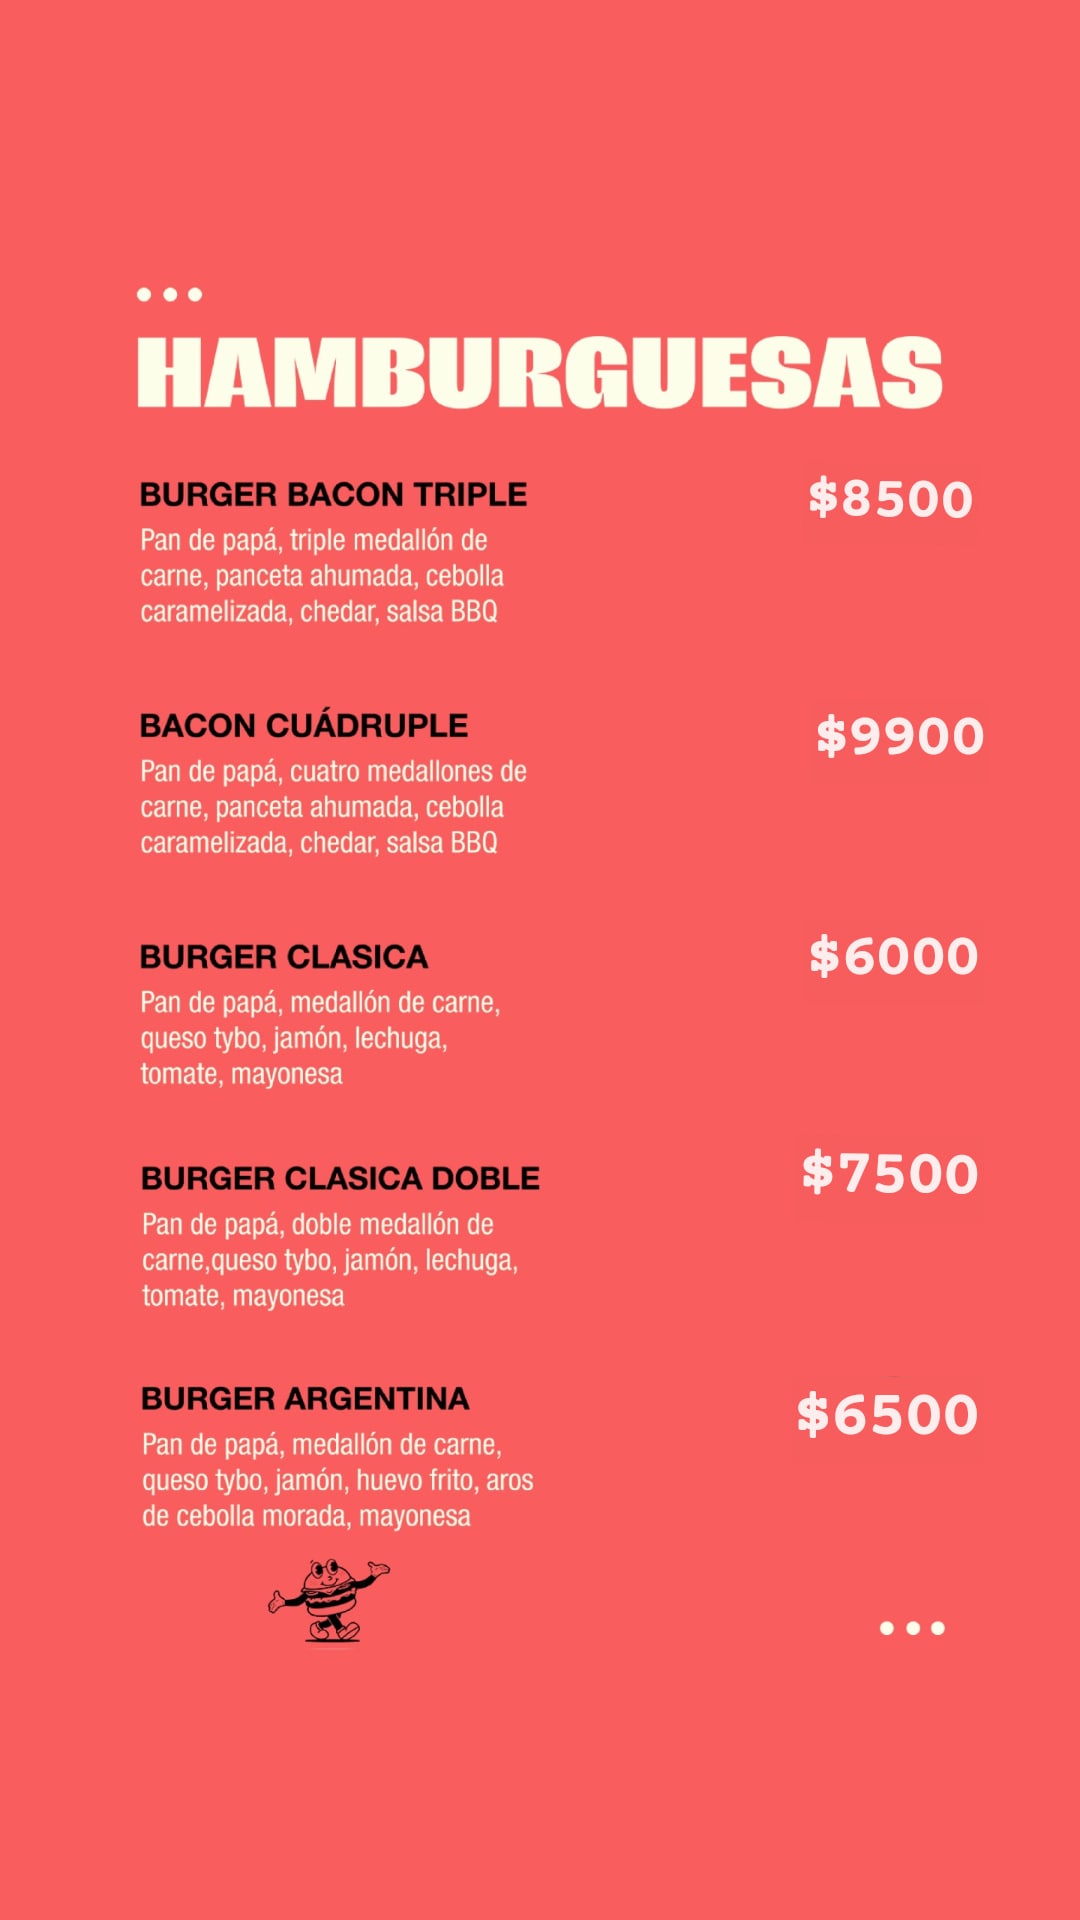 HAMBURGUESAS
BURGER BACON TRIPLE $8500
Pan de papá, triple medallón de
carne, panceta ahumada, cebolla
caramelizada, chedar, salsa BBQ
BACON CUÁDRUPLE $9900
Pan de papá, cuatro medallones de
carne, panceta ahumada, cebolla
caramelizada, chedar, salsa BBQ
BURGER CLASICA $6000
Pan de papá, medallón de carne,
queso tybo, jamón, lechuga,
tomate, mayonesa
BURGER CLASICA DOBLE $7500
Pan de papá, doble medallón de
carne,queso tybo, jamón, lechuga,
tomate, mayonesa
BURGER ARGENTINA $6500
Pan de papá, medallón de carne,
queso tybo, jamón, huevo frito, aros
de cebolla morada, mayonesa